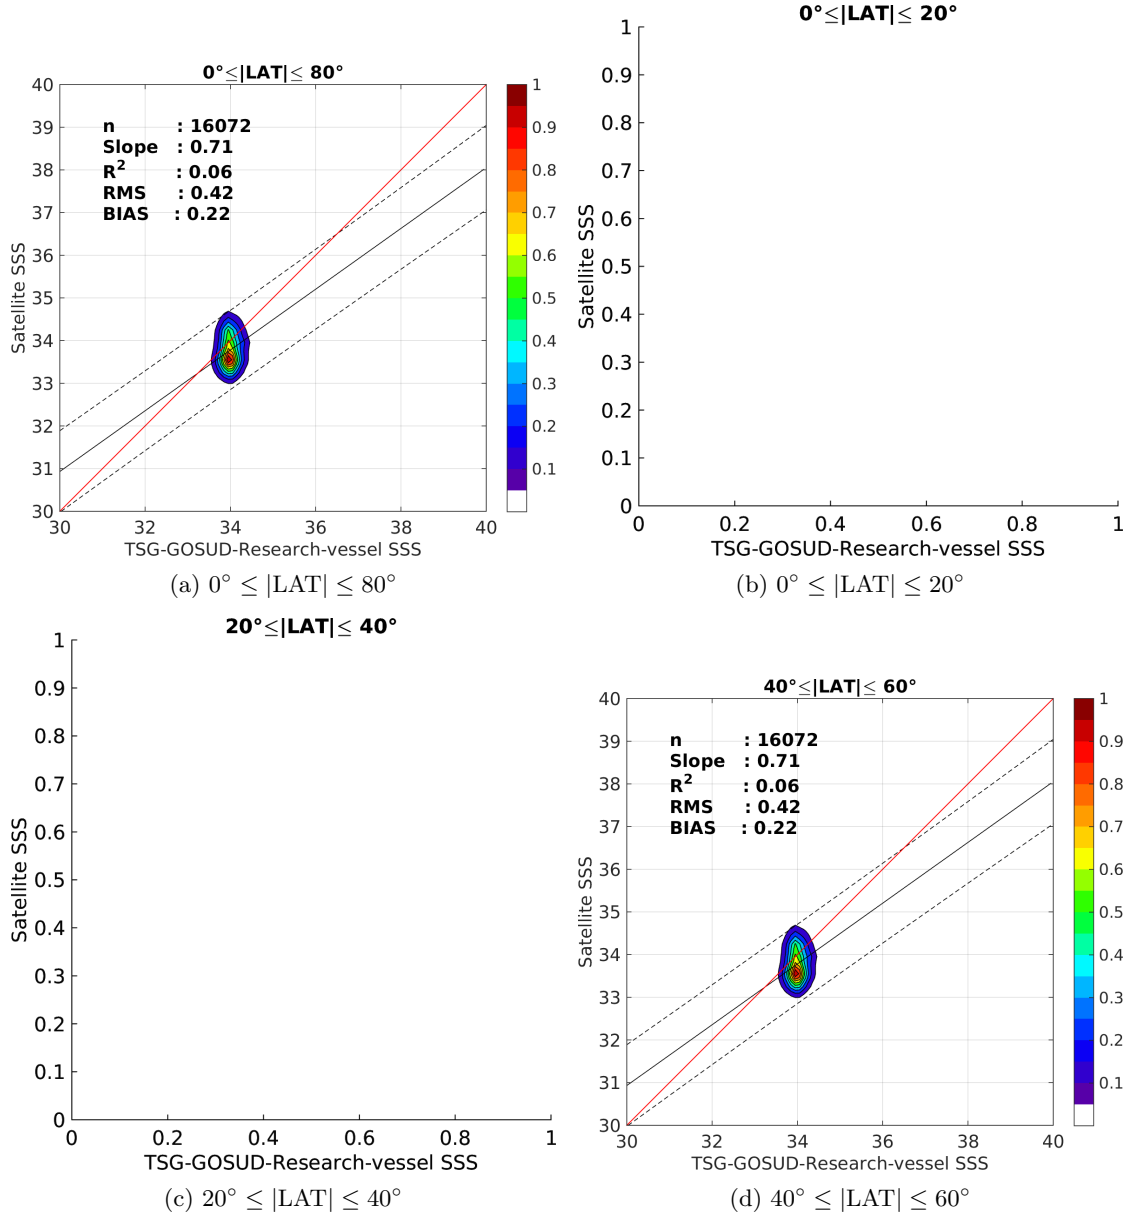 0°≤|LAT|≤ 80°
40
39
38
37
36
35
34
33
32
31
30
30 32 34 36 38 40
n : 16072
Slope : 0.71
R² : 0.06
RMS : 0.42
BIAS : 0.22
1
0.9
0.8
0.7
0.6
0.5
0.4
0.3
0.2
0.1
Satellite SSS
TSG-GOSUD-Research-vessel SSS
(a) 0° ≤ |LAT| ≤ 80°
0°≤|LAT|≤ 20°
1
0.9
0.8
0.7
0.6
0.5
0.4
0.3
0.2
0.1
0
0 0.2 0.4 0.6 0.8 1
Satellite SSS
TSG-GOSUD-Research-vessel SSS
(b) 0° ≤ |LAT| ≤ 20°
20°≤|LAT|≤ 40°
1
0.9
0.8
0.7
0.6
0.5
0.4
0.3
0.2
0.1
0
0 0.2 0.4 0.6 0.8 1
Satellite SSS
TSG-GOSUD-Research-vessel SSS
(c) 20° ≤ |LAT| ≤ 40°
40°≤|LAT|≤ 60°
40
39
38
37
36
35
34
33
32
31
30
30 32 34 36 38 40
n : 16072
Slope : 0.71
R² : 0.06
RMS : 0.42
BIAS : 0.22
1
0.9
0.8
0.7
0.6
0.5
0.4
0.3
0.2
0.1
Satellite SSS
TSG-GOSUD-Research-vessel SSS
(d) 40° ≤ |LAT| ≤ 60°